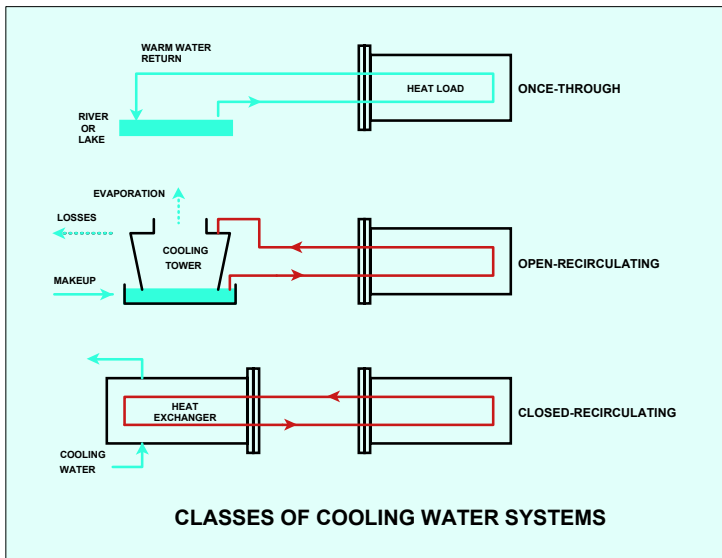 WARM WATER
RETURN
HEAT LOAD
ONCE-THROUGH
RIVER
OR
LAKE
EVAPORATION
LOSSES
COOLING
TOWER
MAKEUP
OPEN-RECIRCULATING
HEAT
EXCHANGER
CLOSED-RECIRCULATING
COOLING
WATER
CLASSES OF COOLING WATER SYSTEMS